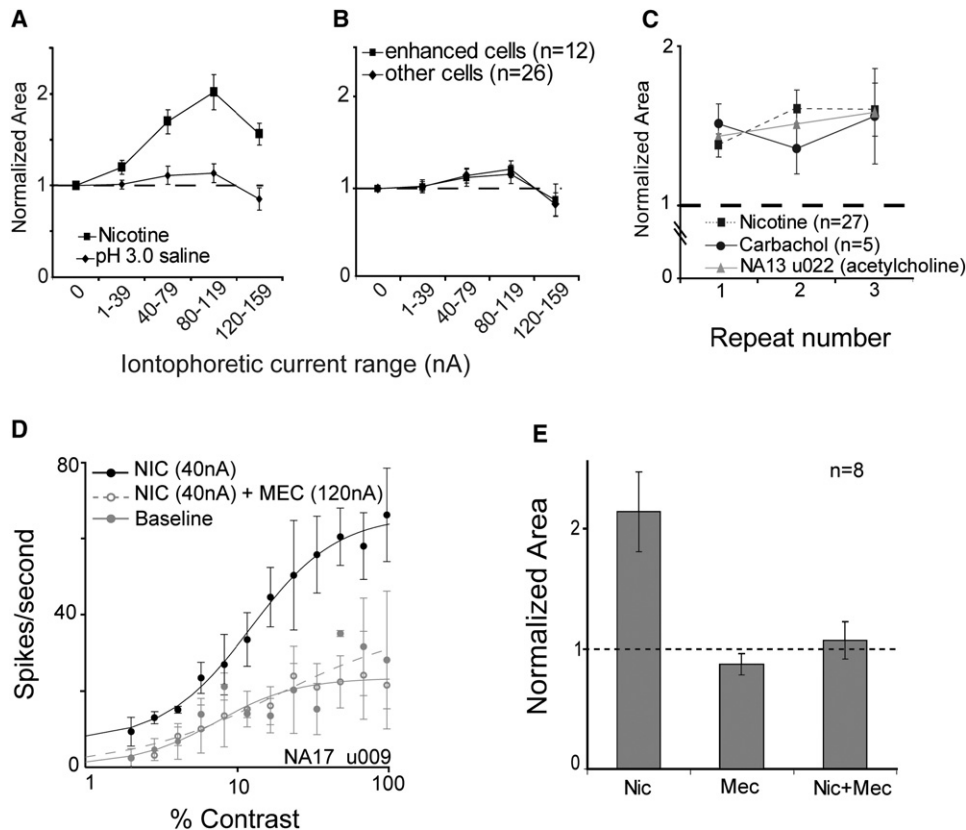 A
Normalized Area
2
1
0
Nicotine
pH 3.0 saline
0
1-39
40-79
80-119
120-159
B
2
1
0
enhanced cells (n=12)
other cells (n=26)
0
1-39
40-79
80-119
120-159
Iontophoretic current range (nA)
C
Normalized Area
2
1
0
Nicotine (n=27)
Carbachol (n=5)
NA13 u022 (acetylcholine)
1
2
3
Repeat number
D
Spikes/second
80
40
0
NIC (40nA)
NIC (40nA) + MEC (120nA)
Baseline
NA17 u009
1
10
100
% Contrast
E
Normalized Area
2
1
0
n=8
Nic
Mec
Nic+Mec